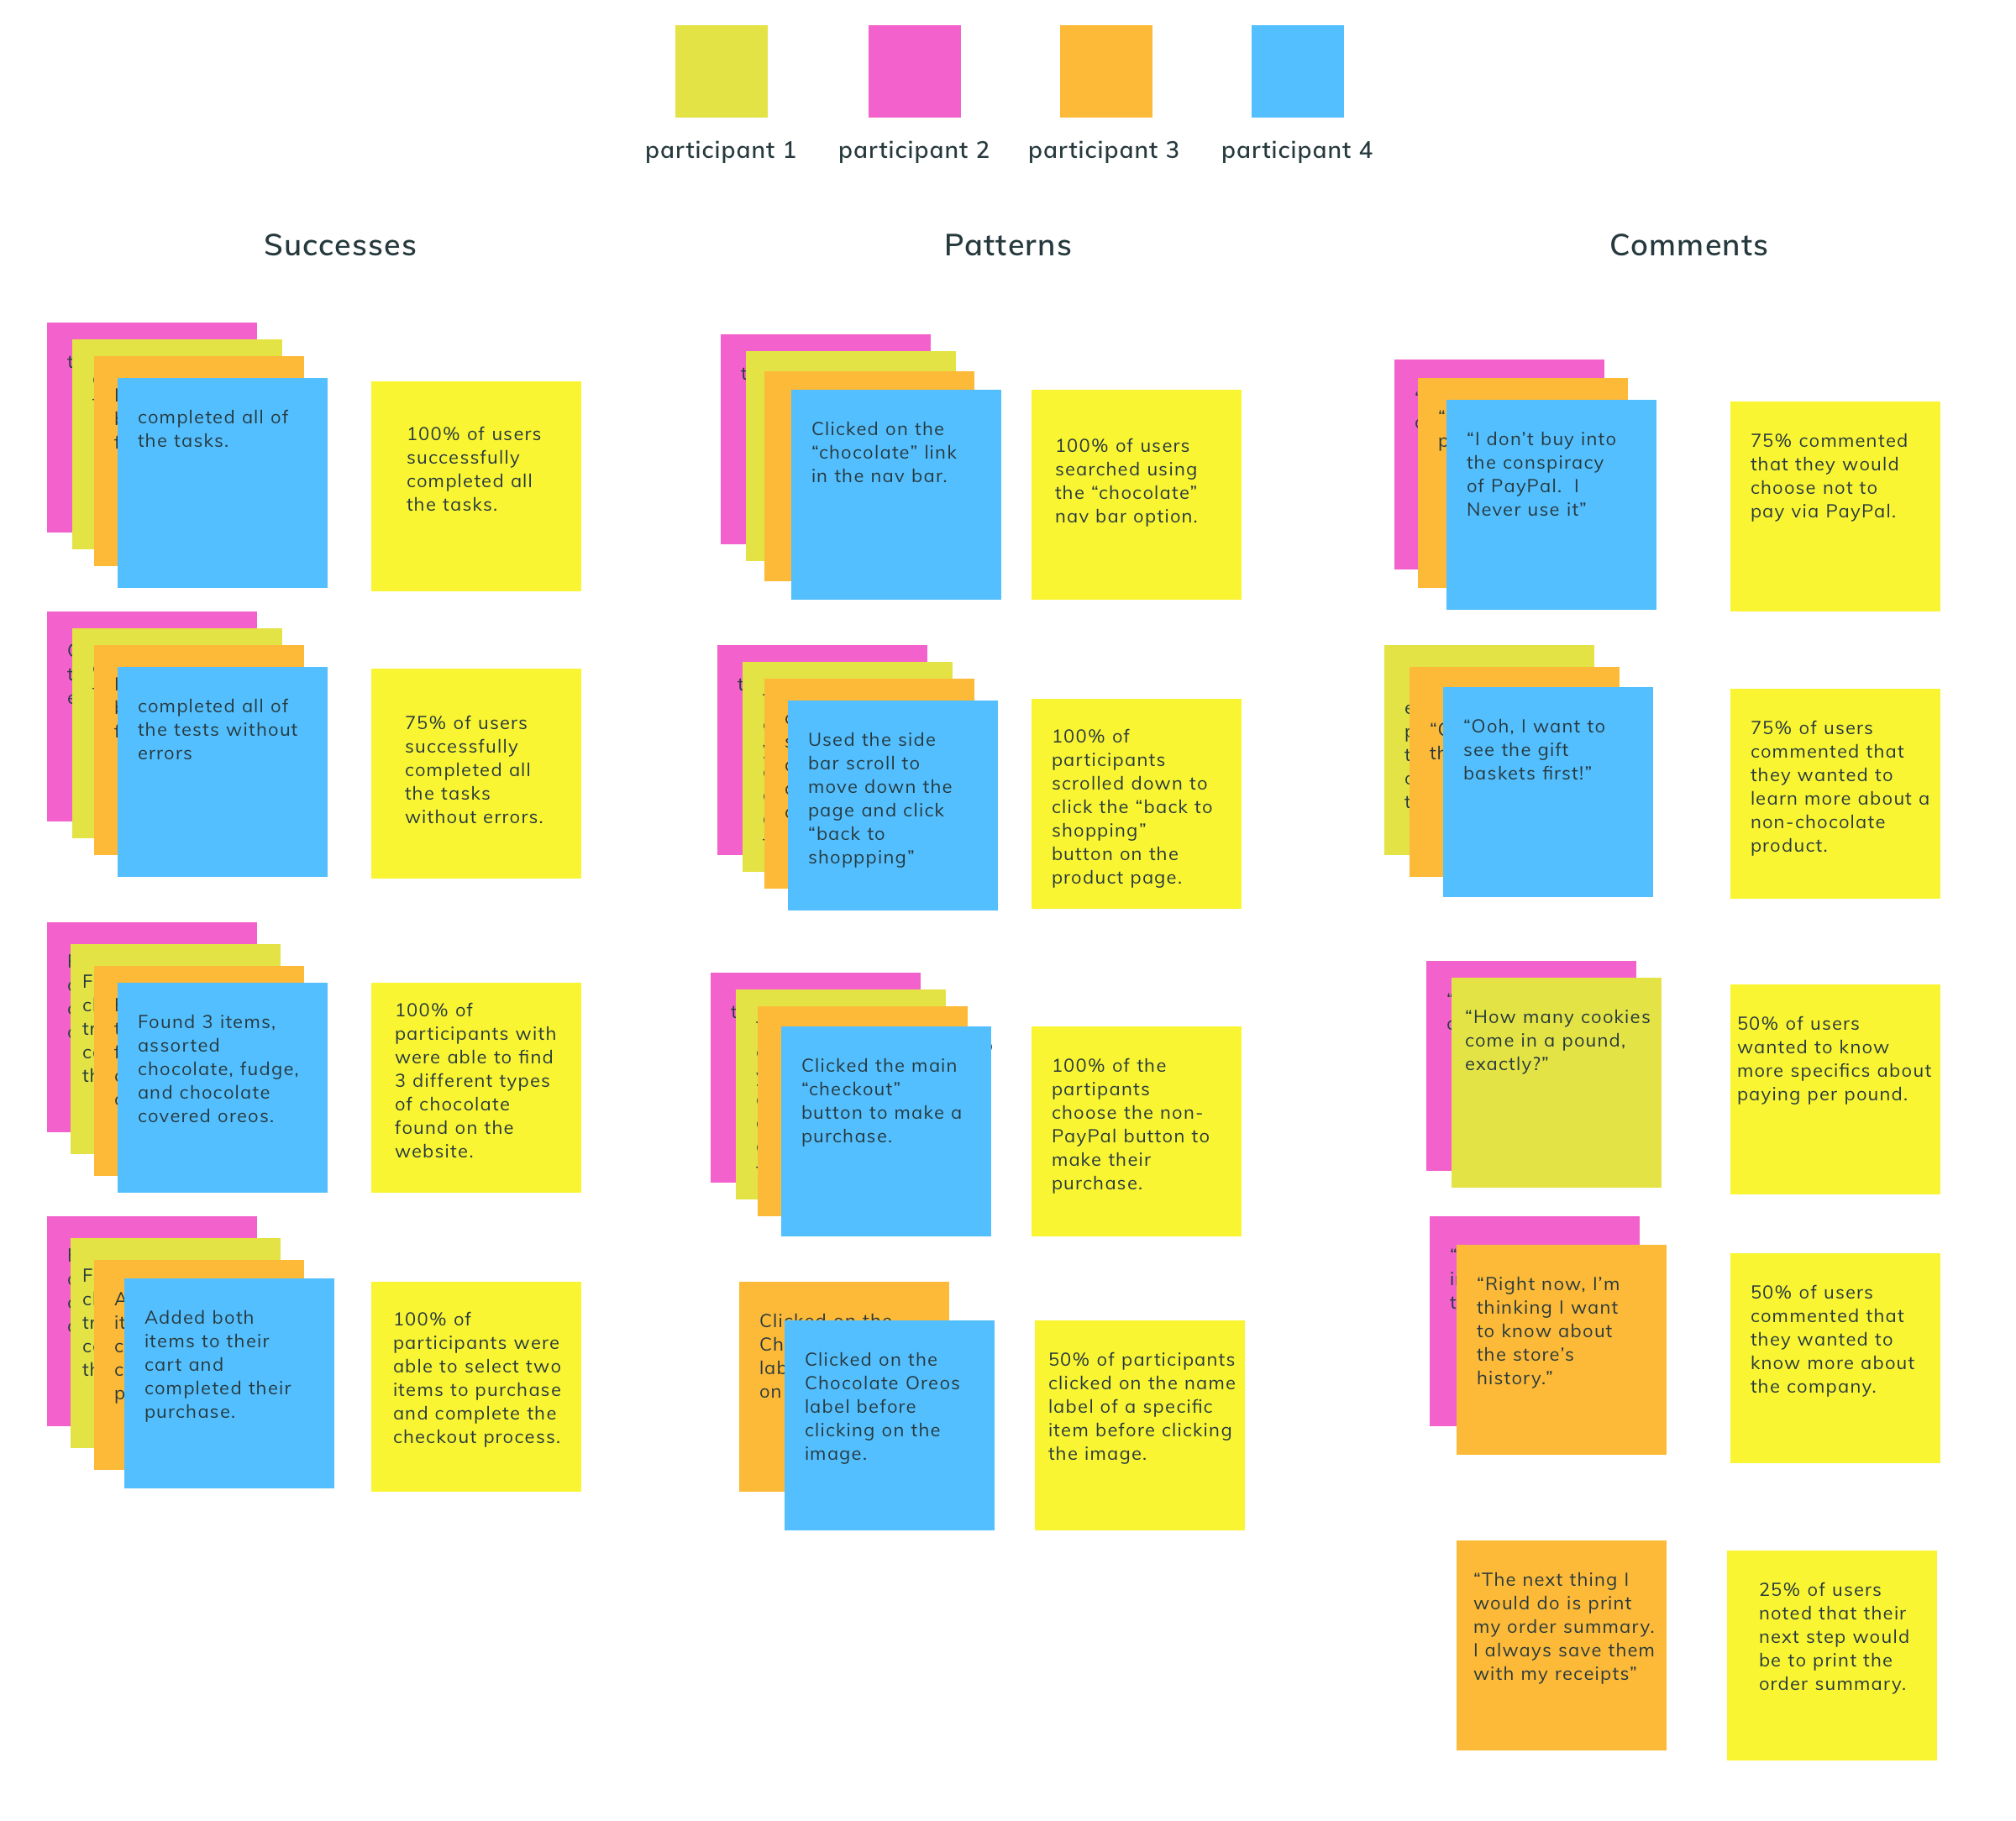 participant 1
participant 2
participant 3
participant 4
Successes
Patterns
Comments
completed all of
the tasks.
100% of users
successfully
completed all
the tasks.
completed all of
the tests without
errors
75% of users
successfully
completed all
the tasks
without errors.
Found 3 items,
assorted
chocolate, fudge,
and chocolate
covered oreos.
100% of
participants with
were able to find
3 different types
of chocolate
found on the
website.
Added both
items to their
cart and
completed their
purchase.
100% of
participants were
able to select two
items to purchase
and complete the
checkout process.
Clicked on the
“chocolate” link
in the nav bar.
100% of users
searched using
the “chocolate”
nav bar option.
Used the side
bar scroll to
move down the
page and click
“back to
shoppping”
100% of
participants
scrolled down to
click the “back to
shopping”
button on the
product page.
Clicked the main
“checkout”
button to make a
purchase.
100% of the
partipants
choose the non-
PayPal button to
make their
purchase.
Clicked on the
on
Clicked on the
Chocolate Oreos
label before
clicking on the
image.
50% of participants
clicked on the name
label of a specific
item before clicking
the image.
“I don’t buy into
the conspiracy
of PayPal.  I
Never use it”
75% commented
that they would
choose not to
pay via PayPal.
“Ooh, I want to
see the gift
baskets first!”
75% of users
commented that
they wanted to
learn more about a
non-chocolate
product.
“How many cookies
come in a pound,
exactly?”
50% of users
wanted to know
more specifics about
paying per pound.
“Right now, I’m
thinking I want
to know about
the store’s
history.”
50% of users
commented that
they wanted to
know more about
the company.
“The next thing I
would do is print
my order summary.
I always save them
with my receipts”
25% of users
noted that their
next step would
be to print the
order summary.